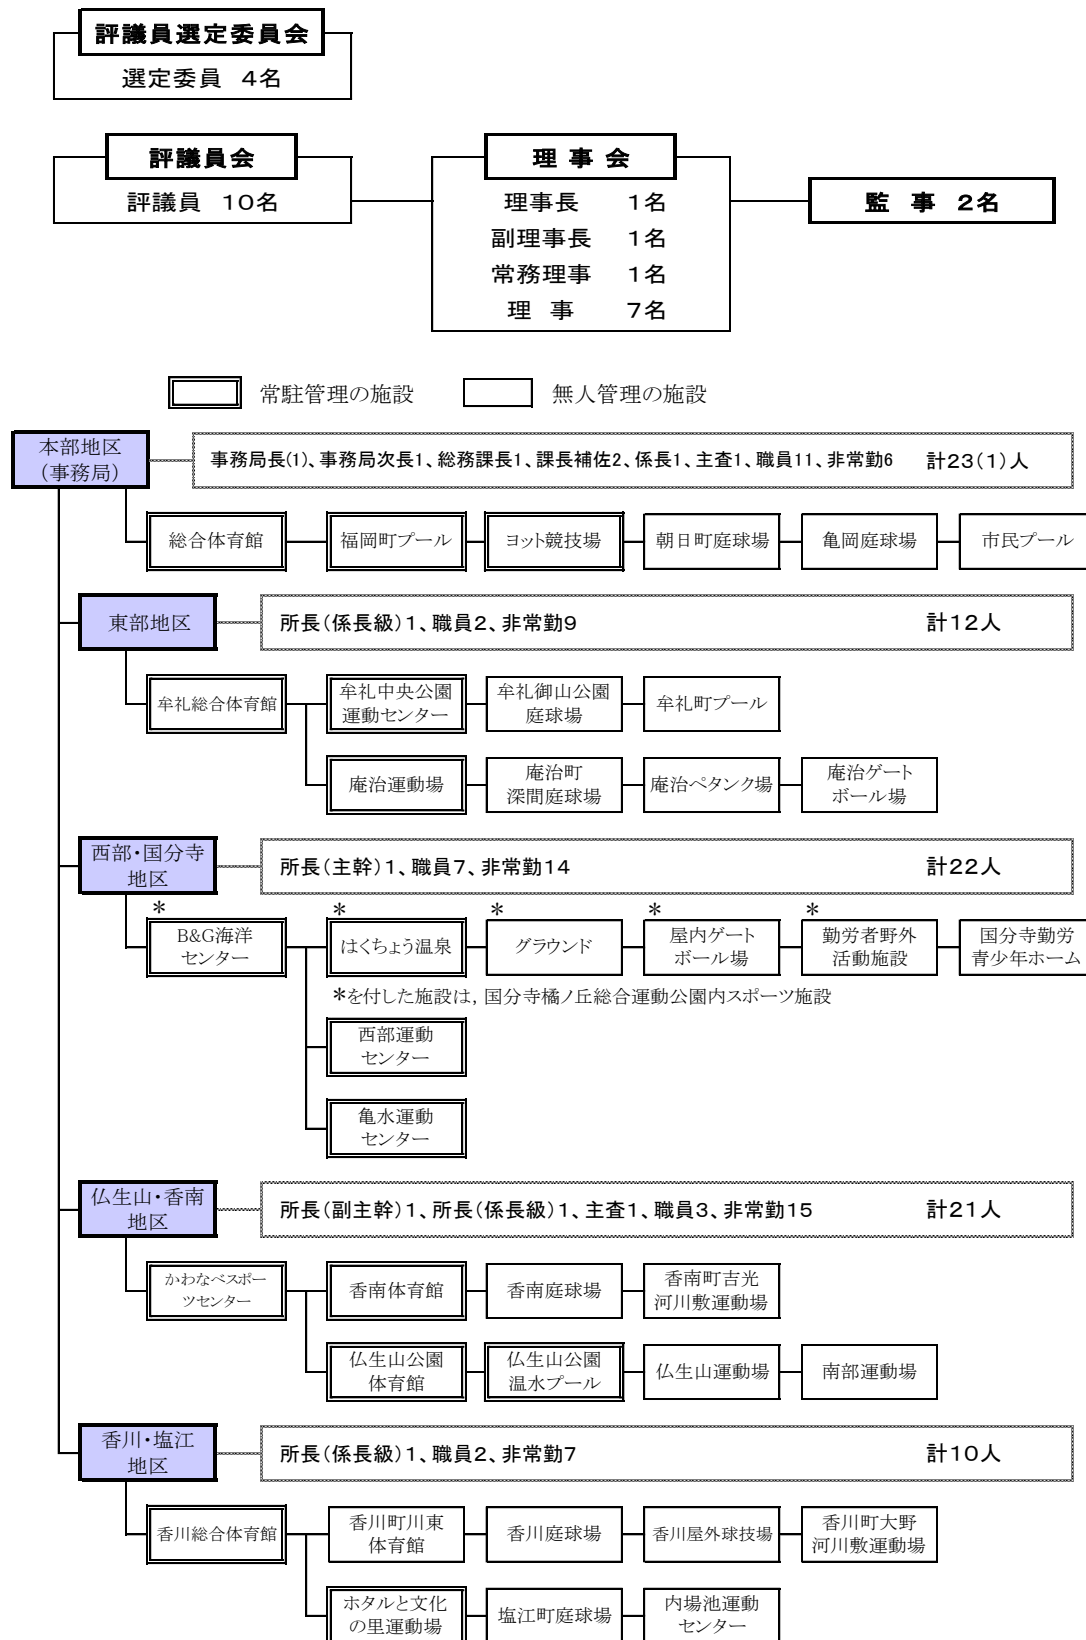 評議員選定委員会
選定委員 4名
評議員会
評議員 10名
理事会
理事長 1名
副理事長 1名
常務理事 1名
理 事 7名
監 事 2名
常駐管理の施設 無人管理の施設
本部地区
(事務局)
事務局長(1)、事務局次長1、総務課長1、課長補佐2、係長1、主査1、職員11、非常勤6 計23(1)人
総合体育館
福岡町プール
ヨット競技場
朝日町庭球場
亀岡庭球場
市民プール
東部地区
所長(係長級)1、職員2、非常勤9 計12人
牟礼総合体育館
牟礼中央公園
運動センター
牟礼御山公園
庭球場
牟礼町プール
庵治運動場
庵治町
深間庭球場
庵治ペタンク場
庵治ゲート
ボール場
西部・国分寺
地区
所長(主幹)1、職員7、非常勤14 計22人
*
B&G海洋
センター
*
はくちょう温泉
*
グラウンド
*
屋内ゲート
ボール場
*
勤労者野外
活動施設
国分寺勤労
青少年ホーム
*を付した施設は, 国分寺橘ノ丘総合運動公園内スポーツ施設
西部運動
センター
亀水運動
センター
仏生山・香南
地区
所長(副主幹)1、所長(係長級)1、主査1、職員3、非常勤15 計21人
かわなべスポー
ツセンター
香南体育館
香南庭球場
香南町吉光
河川敷運動場
仏生山公園
体育館
仏生山公園
温水プール
仏生山運動場
南部運動場
香川・塩江
地区
所長(係長級)1、職員2、非常勤7 計10人
香川総合体育館
香川町川東
体育館
香川庭球場
香川屋外球技場
香川町大野
河川敷運動場
ホタルと文化
の里運動場
塩江町庭球場
内場池運動
センター